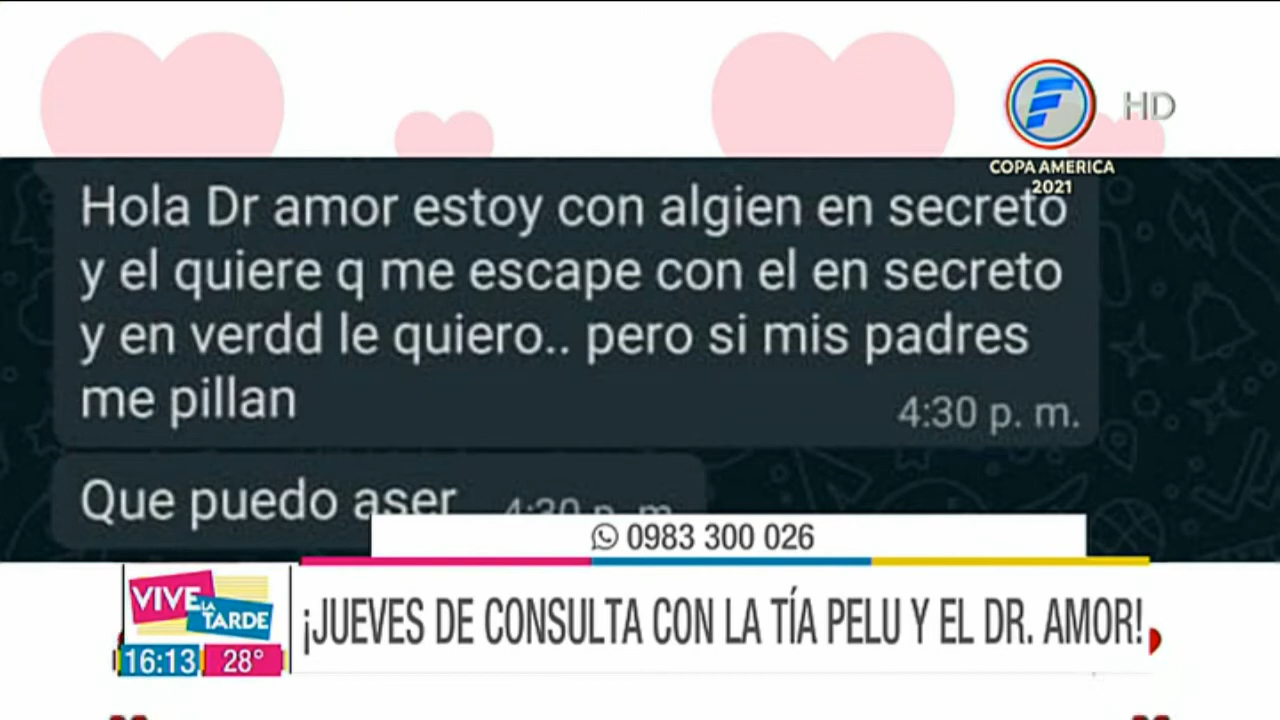 HD
COPA AMERICA
2021
Hola Dr amor estoy con algien en secreto
y el quiere q me escape con el en secreto
y en verdd le quiero.. pero si mis padres
me pillan
4:30 p. m.
Que puedo aser
4:30 p. m.
0983 300 026
VIVE LA TARDE
¡JUEVES DE CONSULTA CON LA TÍA PELU Y EL DR. AMOR!
16:13 28°